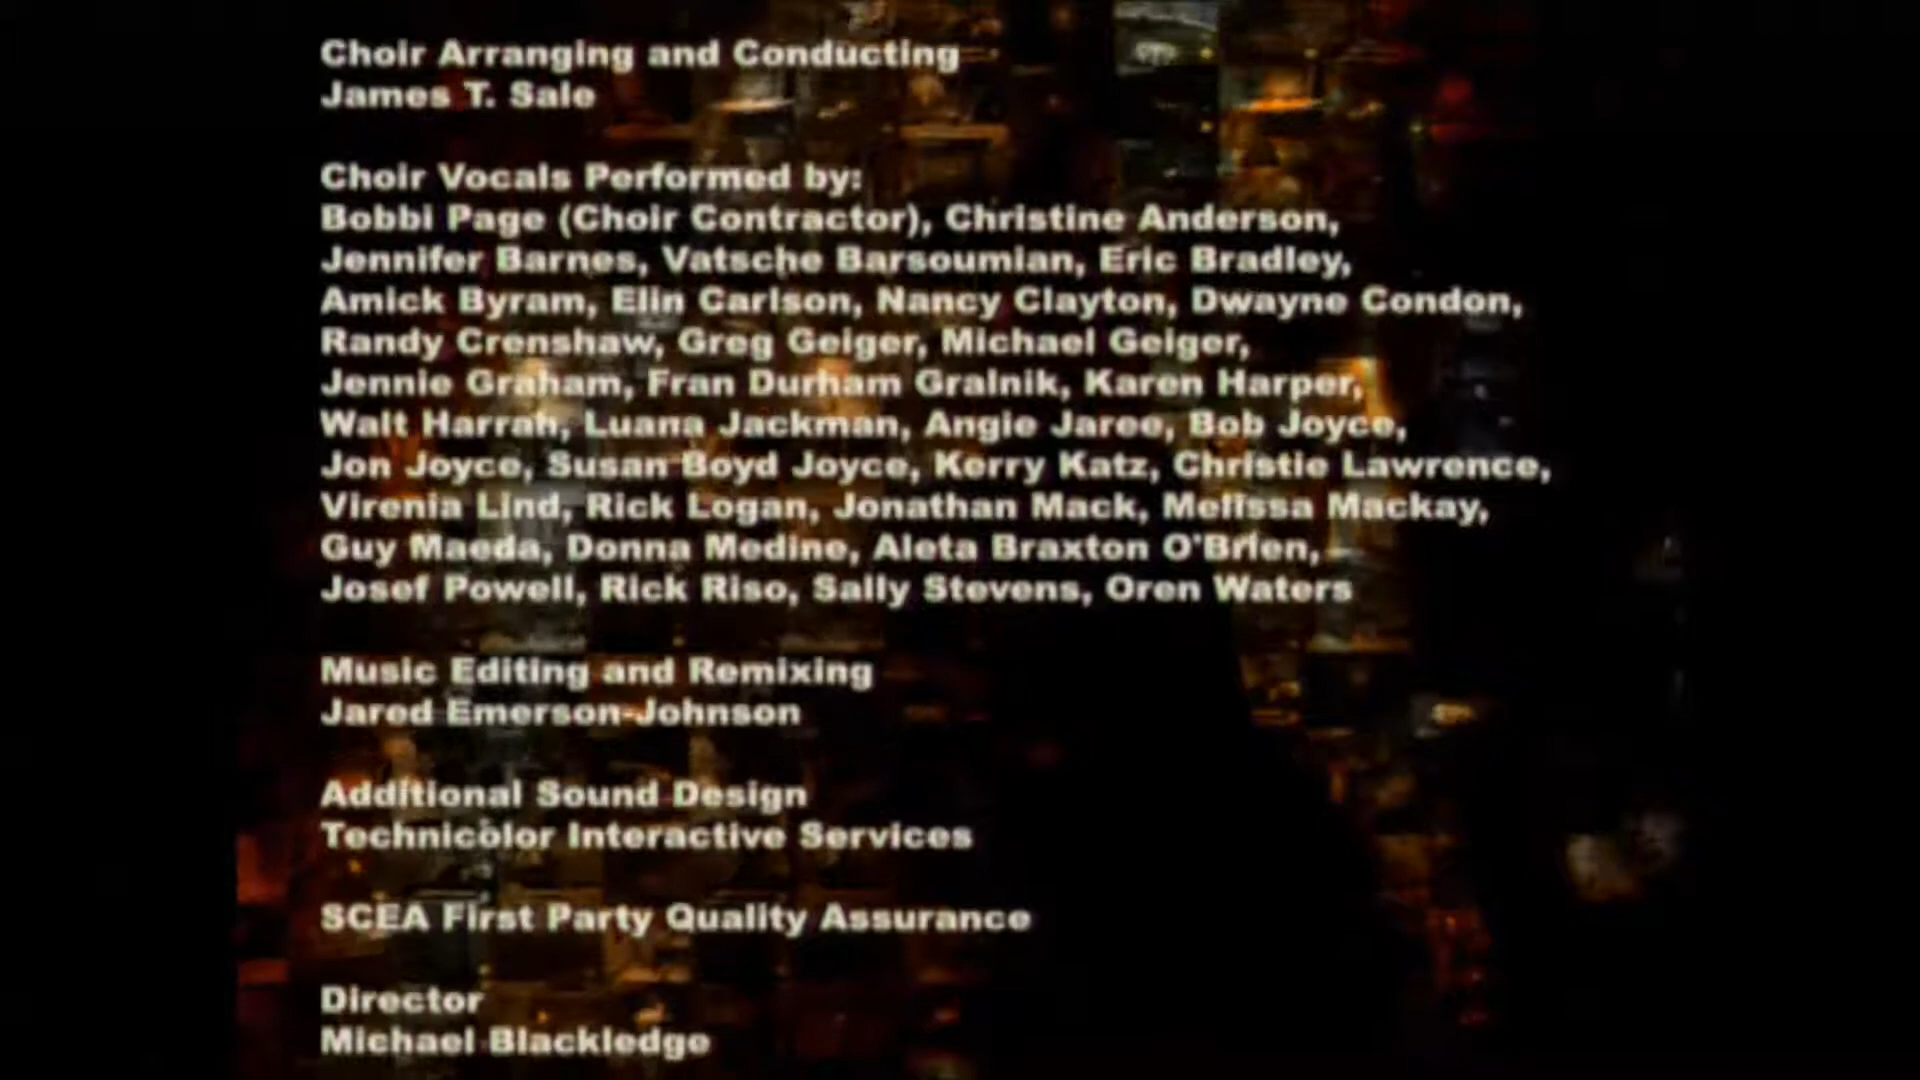 Choir Arranging and Conducting
James T. Sale
Choir Vocals Performed by:
Bobbi Page (Choir Contractor), Christine Anderson,
Jennifer Barnes, Vatsche Barsoumian, Eric Bradley,
Amick Byram, Elin Carlson, Nancy Clayton, Dwayne Condon,
Randy Crenshaw, Greg Geiger, Michael Geiger,
Jennie Graham, Fran Durham Gralnik, Karen Harper,
Walt Harrah, Luana Jackman, Angie Jaree, Bob Joyce,
Jon Joyce, Susan Boyd Joyce, Kerry Katz, Christie Lawrence,
Virenia Lind, Rick Logan, Jonathan Mack, Melissa Mackay,
Guy Maeda, Donna Medine, Aleta Braxton O'Brien,
Josef Powell, Rick Riso, Sally Stevens, Oren Waters
Music Editing and Remixing
Jared Emerson-Johnson
Additional Sound Design
Technicolor Interactive Services
SCEA First Party Quality Assurance
Director
Michael Blackledge